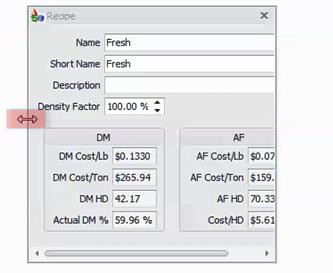 Recipe
Name Fresh
Short Name Fresh
Description
Density Factor 100.00 %
DM AF
DM Cost/Lb $0.1330 AF Cost/Lb $0.07
DM Cost/Ton $265.94 AF Cost/Ton $159.
DM HD 42.17 AF HD 70.33
Actual DM % 59.96 % Cost/HD $5.61